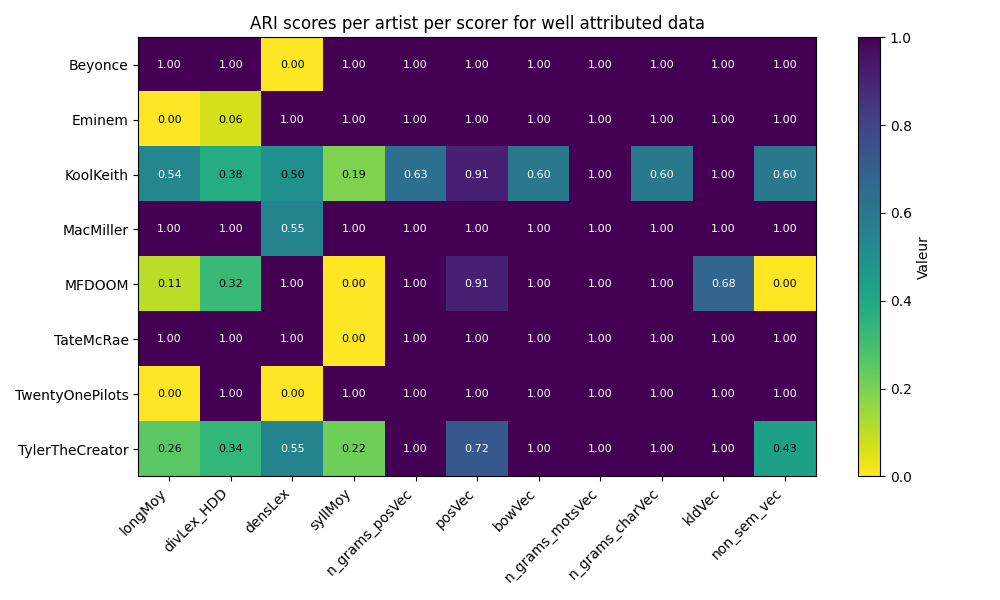 ARI scores per artist per scorer for well attributed data
Beyonce 1.00 1.00 0.00 1.00 1.00 1.00 1.00 1.00 1.00 1.00 1.00
Eminem 0.00 0.06 1.00 1.00 1.00 1.00 1.00 1.00 1.00 1.00 1.00
KoolKeith 0.54 0.38 0.50 0.19 0.63 0.91 0.60 1.00 0.60 1.00 0.60
MacMiller 1.00 1.00 0.55 1.00 1.00 1.00 1.00 1.00 1.00 1.00 1.00
MFDOOM 0.11 0.32 1.00 0.00 1.00 0.91 1.00 1.00 1.00 0.68 0.00
TateMcRae 1.00 1.00 1.00 0.00 1.00 1.00 1.00 1.00 1.00 1.00 1.00
TwentyOnePilots 0.00 1.00 0.00 1.00 1.00 1.00 1.00 1.00 1.00 1.00 1.00
TylerTheCreator 0.26 0.34 0.55 0.22 1.00 0.72 1.00 1.00 1.00 1.00 0.43
longMoy
divLex_HDD
densLex
syllMoy
n_grams_posVec
posVec
bowVec
n_grams_motsVec
n_grams_charVec
kldVec
non_sem_vec
1.0
0.8
0.6
0.4
0.2
0.0
Valeur